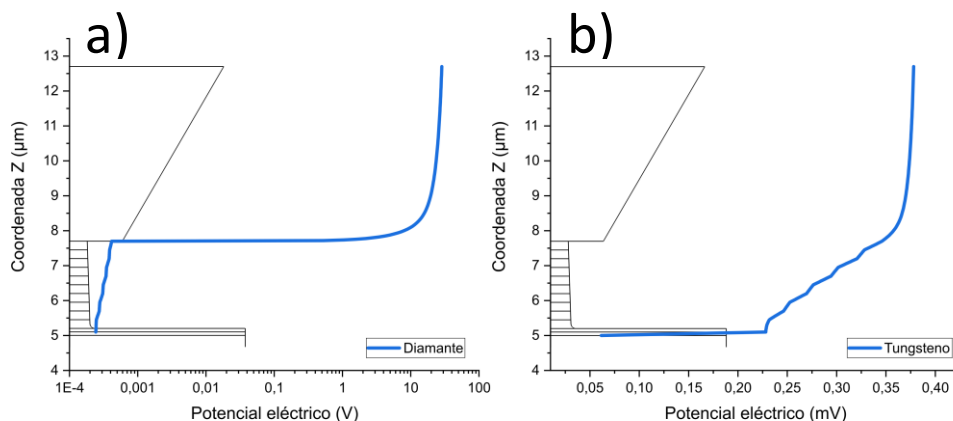 a)
13
12
11
10
9
8
7
6
5
4
Coordenada Z (µm)
1E-4 0,001 0,01 0,1 1 10 100
Potencial eléctrico (V)
Diamante
b)
13
12
11
10
9
8
7
6
5
4
Coordenada Z (µm)
0,05 0,10 0,15 0,20 0,25 0,30 0,35 0,40
Potencial eléctrico (mV)
Tungsteno